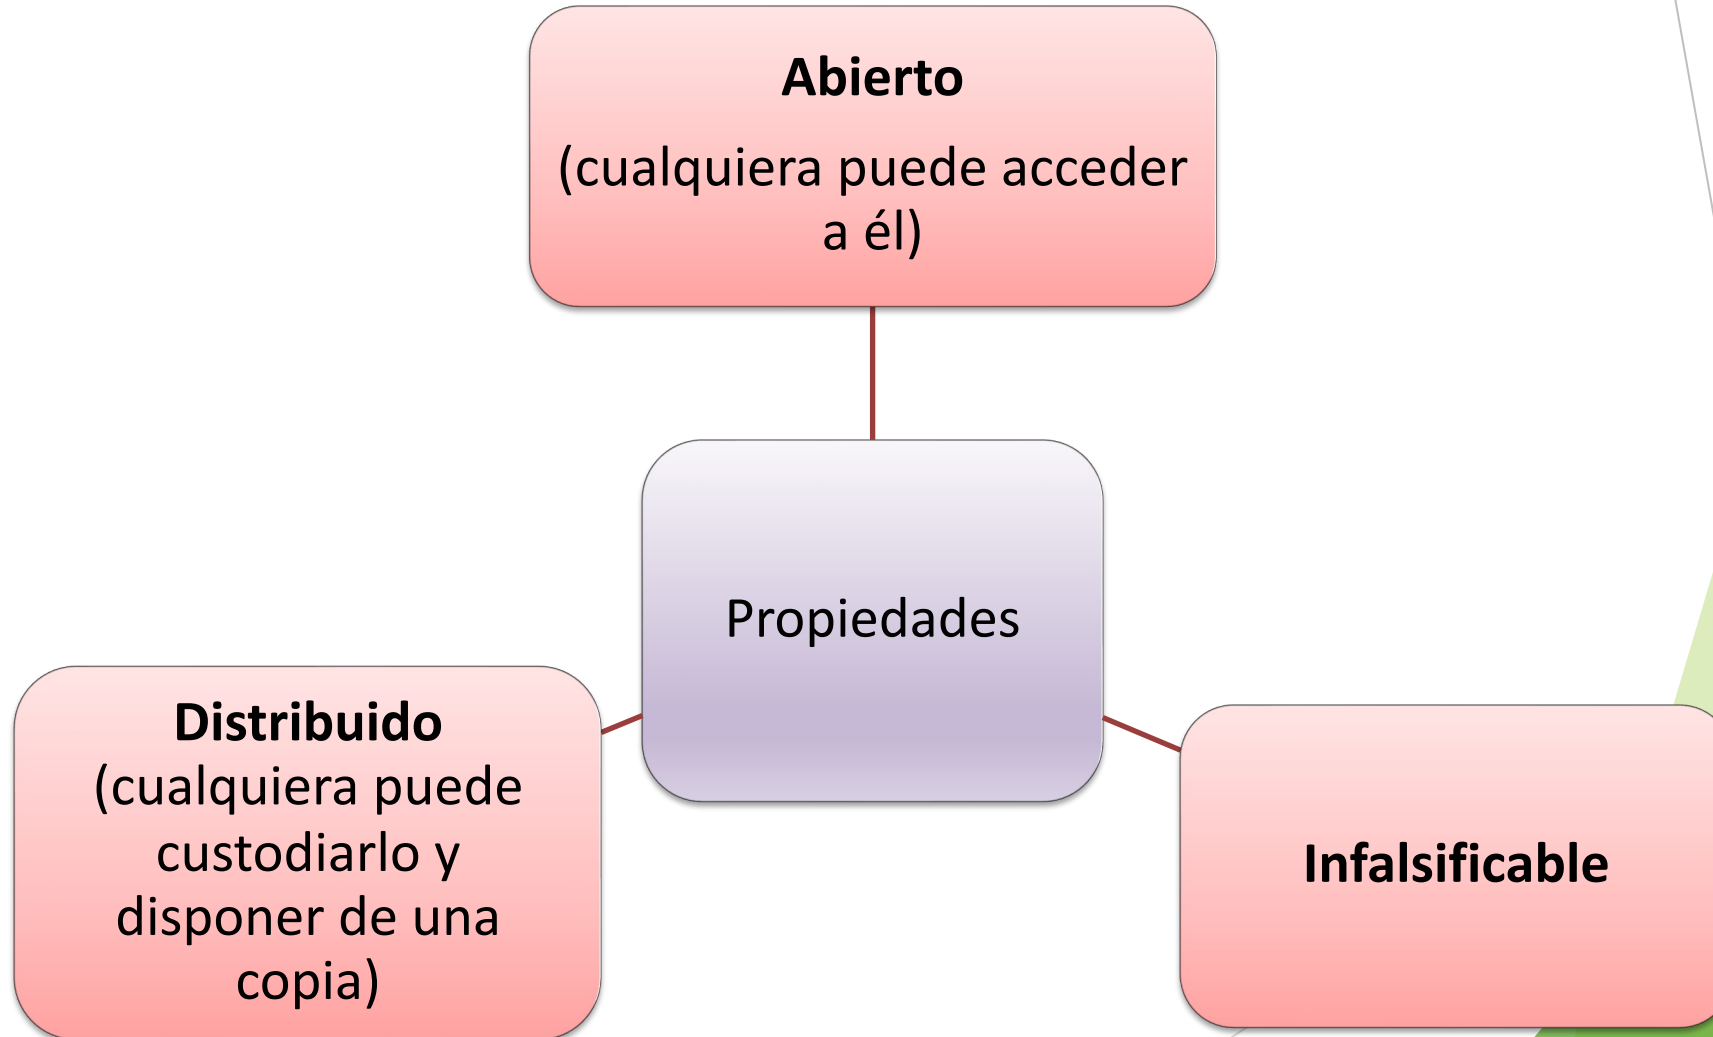 Abierto
(cualquiera puede acceder
a él)
Propiedades
Distribuido
(cualquiera puede
custodiarlo y
disponer de una
copia)
Infalsificable